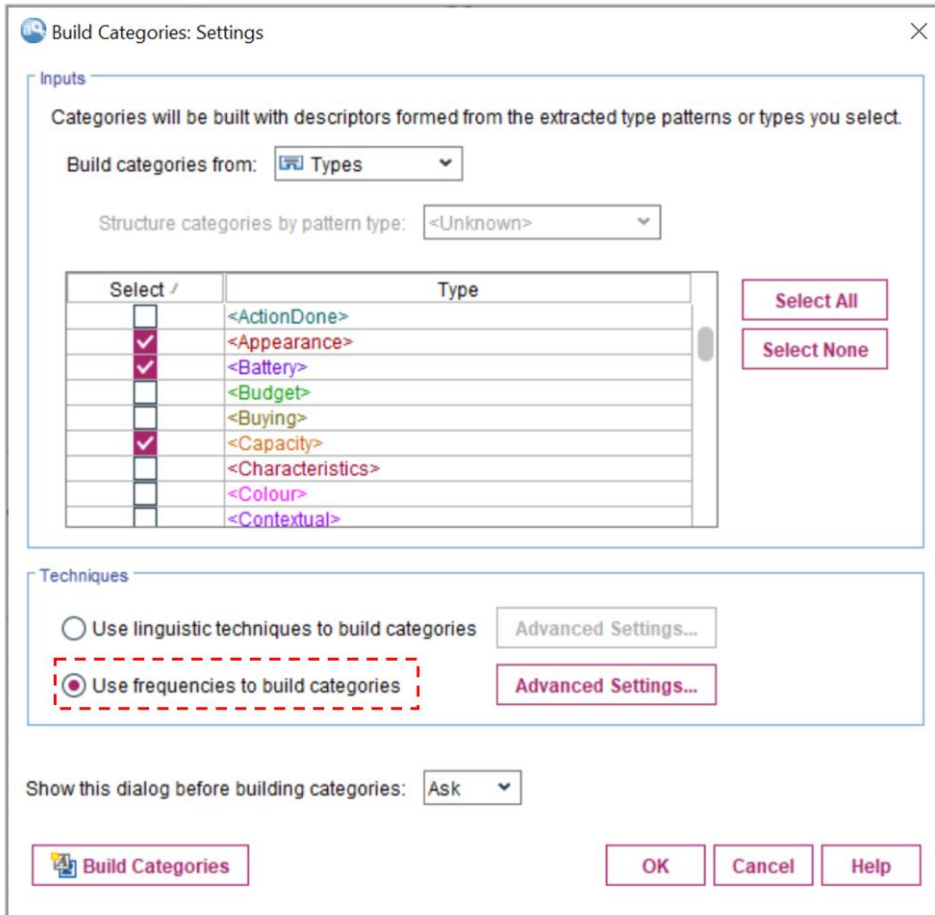 Build Categories: Settings
Inputs
Categories will be built with descriptors formed from the extracted type patterns or types you select.
Build categories from: Types
Structure categories by pattern type: <Unknown>
Select Type
<ActionDone>
<Appearance>
<Battery>
<Budget>
<Buying>
<Capacity>
<Characteristics>
<Colour>
<Contextual>
Select All
Select None
Techniques
Use linguistic techniques to build categories Advanced Settings...
Use frequencies to build categories Advanced Settings...
Show this dialog before building categories: Ask
Build Categories OK Cancel Help